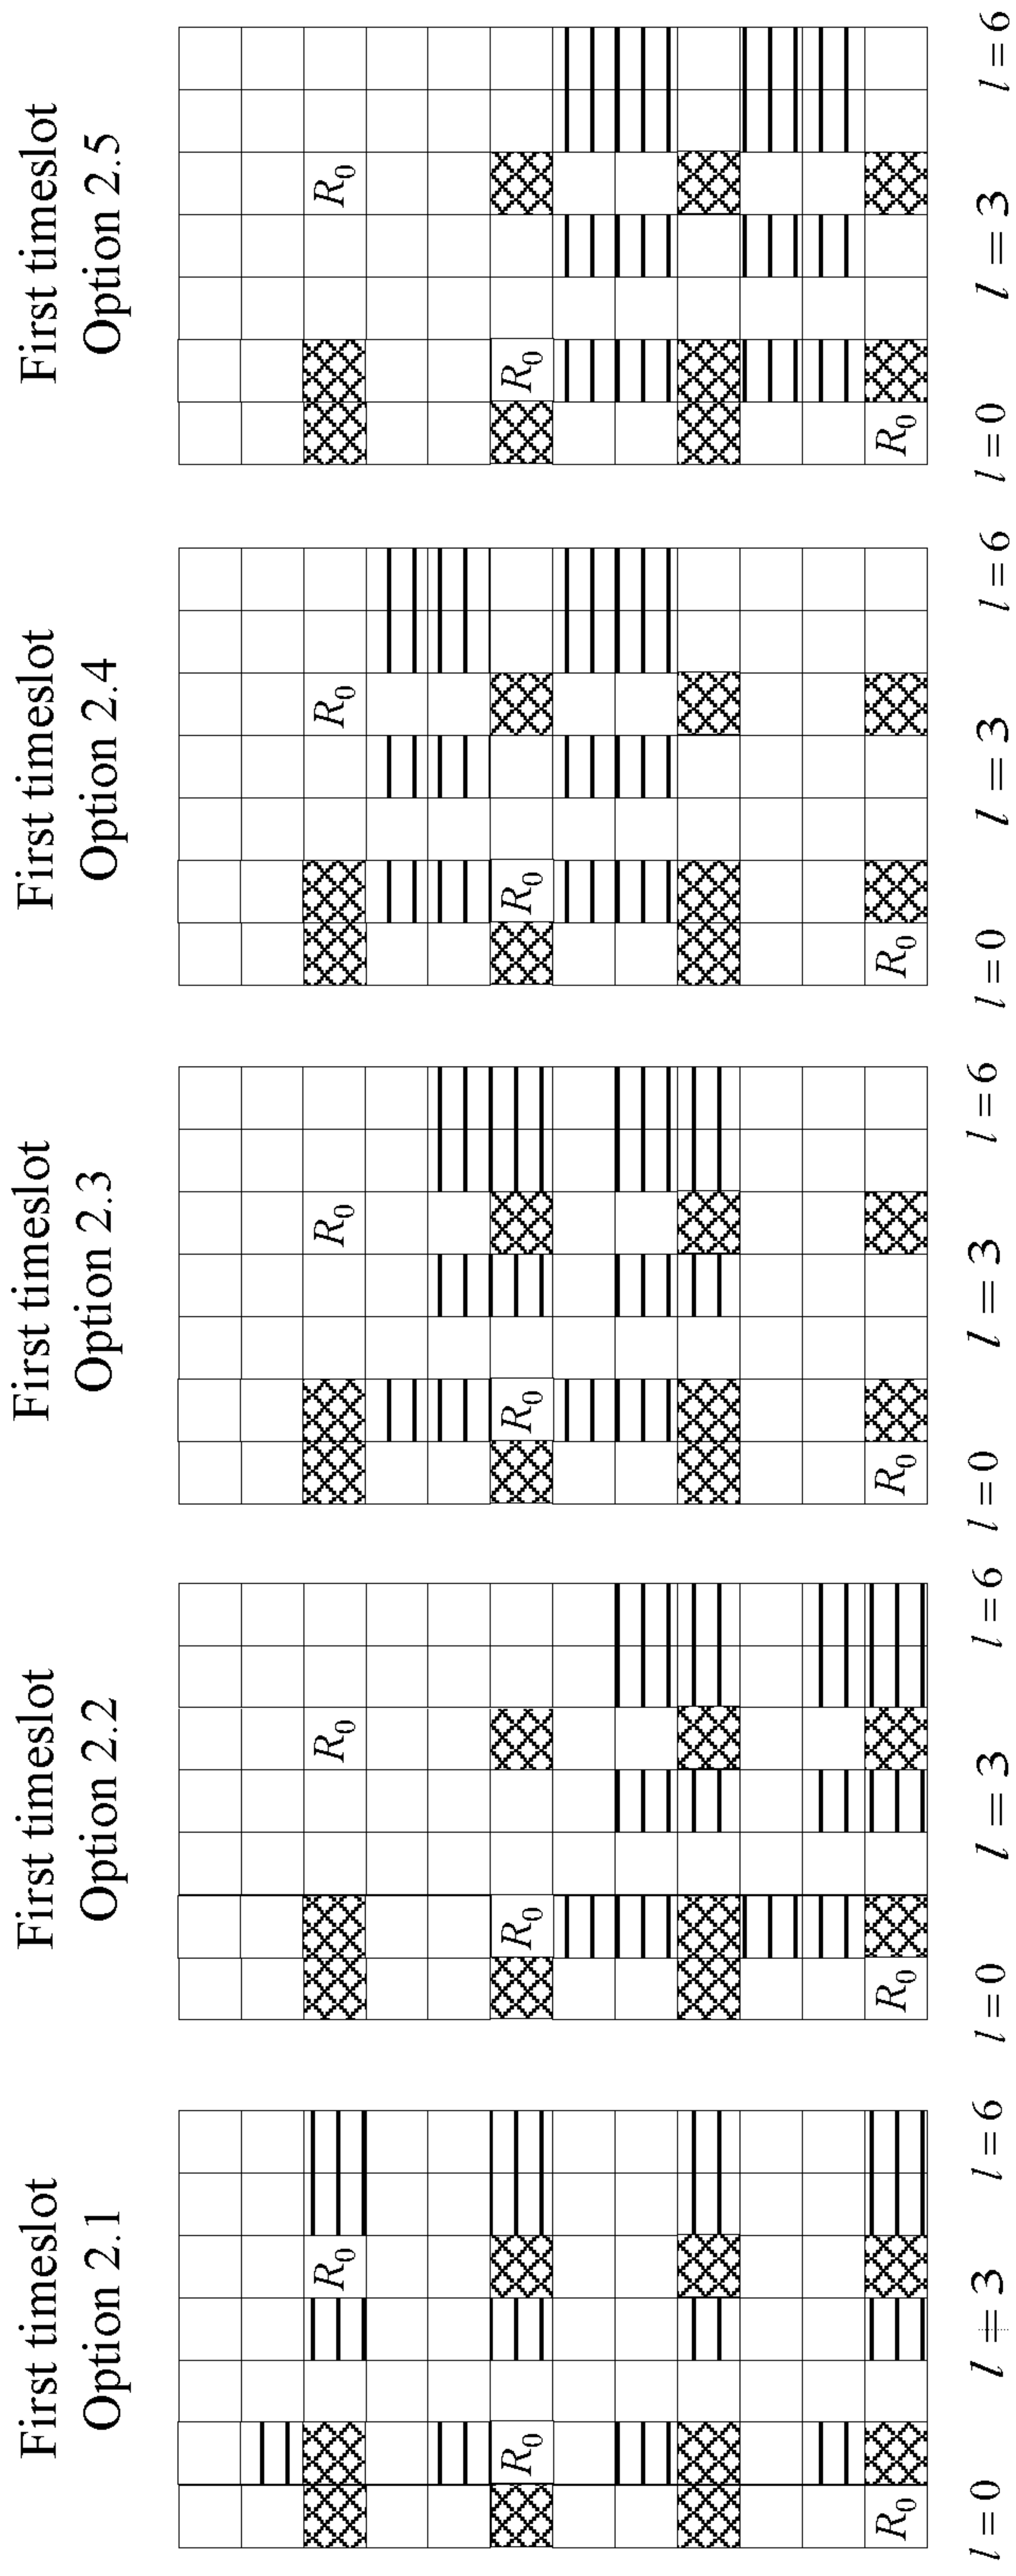 First timeslot
Option 2.1
R₀
R₀
R₀
l=0 l=3 l=6
First timeslot
Option 2.2
R₀
R₀
R₀
l=0 l=3 l=6
First timeslot
Option 2.3
R₀
R₀
R₀
l=0 l=3 l=6
First timeslot
Option 2.4
R₀
R₀
R₀
l=0 l=3 l=6
First timeslot
Option 2.5
R₀
R₀
R₀
l=0 l=3 l=6